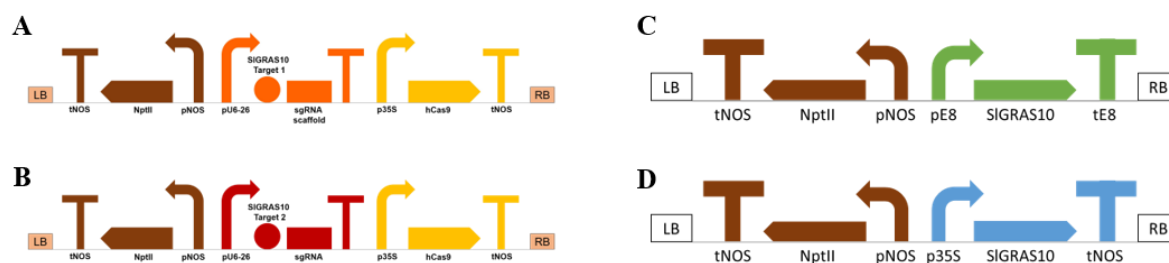 A
SlGRAS10
Target 1
LB
RB
tNOS NptII pNOS pU6-26 sgRNA scaffold p35S hCas9 tNOS
B
SlGRAS10
Target 2
LB
RB
tNOS NptII pNOS pU6-26 sgRNA p35S hCas9 tNOS
C
LB
RB
tNOS NptII pNOS pE8 SlGRAS10 tE8
D
LB
RB
tNOS NptII pNOS p35S SlGRAS10 tNOS